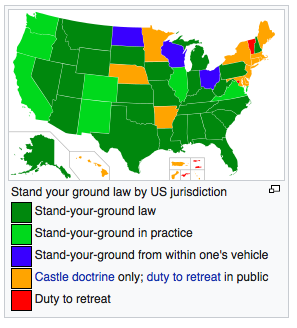 Stand your ground law by US jurisdiction
Stand-your-ground law
Stand-your-ground in practice
Stand-your-ground from within one's vehicle
Castle doctrine only; duty to retreat in public
Duty to retreat